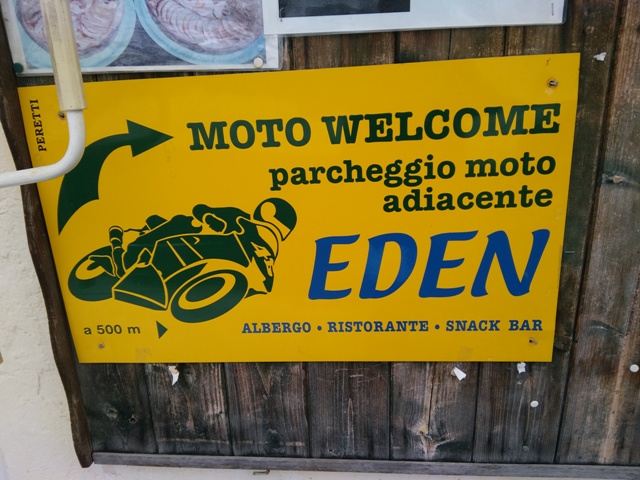 PERETTI
MOTO WELCOME
parcheggio moto
adiacente
EDEN
a 500 m
ALBERGO • RISTORANTE • SNACK BAR